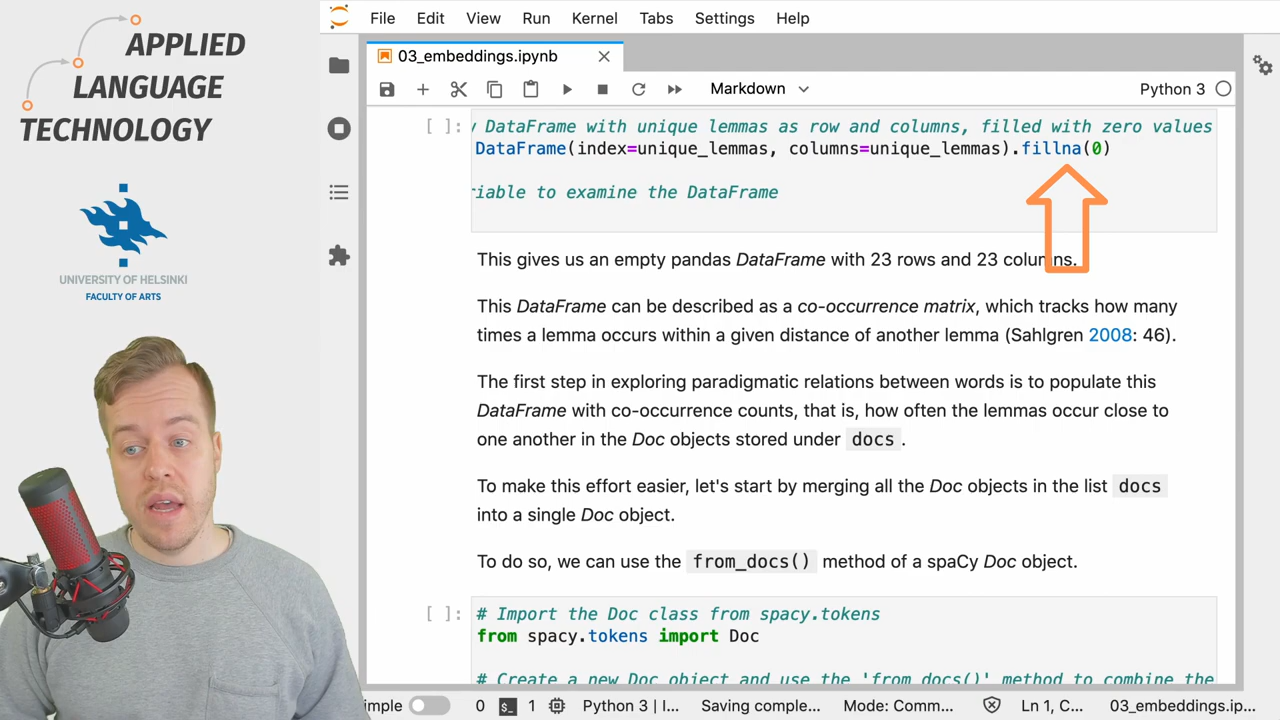 APPLIED
LANGUAGE
TECHNOLOGY
UNIVERSITY OF HELSINKI
FACULTY OF ARTS
File Edit View Run Kernel Tabs Settings Help
03_embeddings.ipynb
Markdown
Python 3
[ ]: y DataFrame with unique lemmas as row and columns, filled with zero values
DataFrame(index=unique_lemmas, columns=unique_lemmas).fillna(0)
riable to examine the DataFrame
This gives us an empty pandas DataFrame with 23 rows and 23 columns.
This DataFrame can be described as a co-occurrence matrix, which tracks how many
times a lemma occurs within a given distance of another lemma (Sahlgren 2008: 46).
The first step in exploring paradigmatic relations between words is to populate this
DataFrame with co-occurrence counts, that is, how often the lemmas occur close to
one another in the Doc objects stored under docs.
To make this effort easier, let's start by merging all the Doc objects in the list docs
into a single Doc object.
To do so, we can use the from_docs() method of a spaCy Doc object.
[ ]: # Import the Doc class from spacy.tokens
from spacy.tokens import Doc
# Create a new Doc object and use the 'from_docs()' method to combine the
imple 0 $_ 1 Python 3 | I... Saving comple... Mode: Comm... Ln 1, C... 03_embeddings.ip...